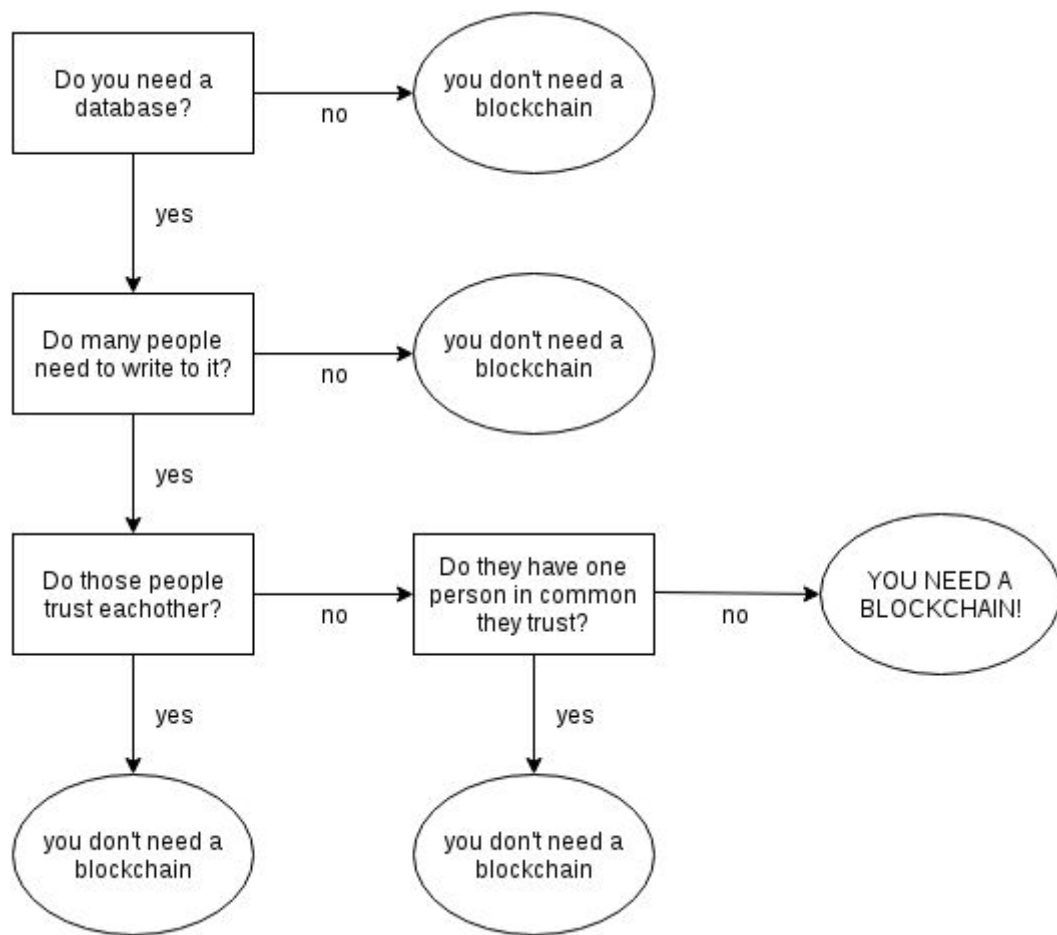 Do you need a
database?
no
you don't need a
blockchain
yes
Do many people
need to write to it?
no
you don't need a
blockchain
yes
Do those people
trust eachother?
no
Do they have one
person in common
they trust?
no
YOU NEED A
BLOCKCHAIN!
yes
yes
you don't need a
blockchain
you don't need a
blockchain